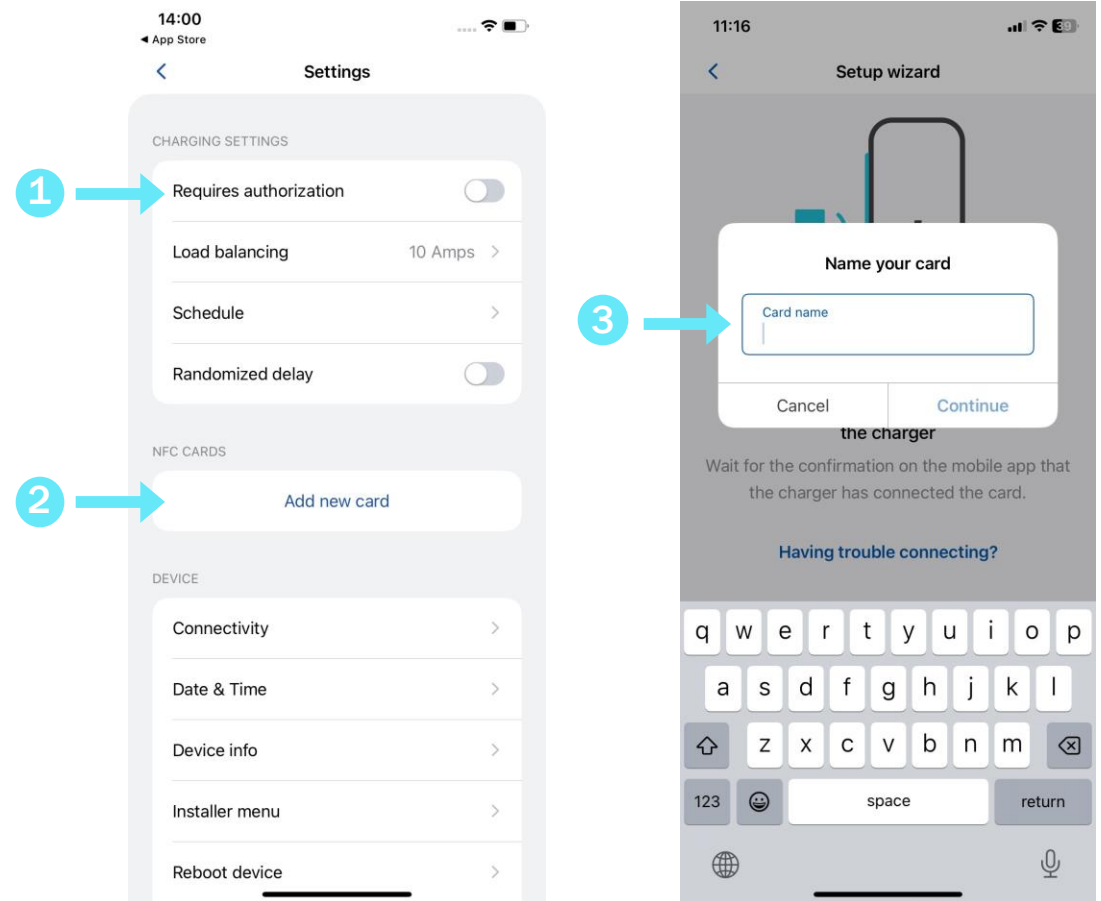 14:00
◀ App Store
Settings
CHARGING SETTINGS
1
Requires authorization
Load balancing 10 Amps
Schedule
Randomized delay
NFC CARDS
2
Add new card
DEVICE
Connectivity
Date & Time
Device info
Installer menu
Reboot device
11:16
39
Setup wizard
Name your card
3
Card name
Cancel Continue
the charger
Wait for the confirmation on the mobile app that
the charger has connected the card.
Having trouble connecting?
q w e r t y u i o p
a s d f g h j k l
z x c v b n m
123 space return